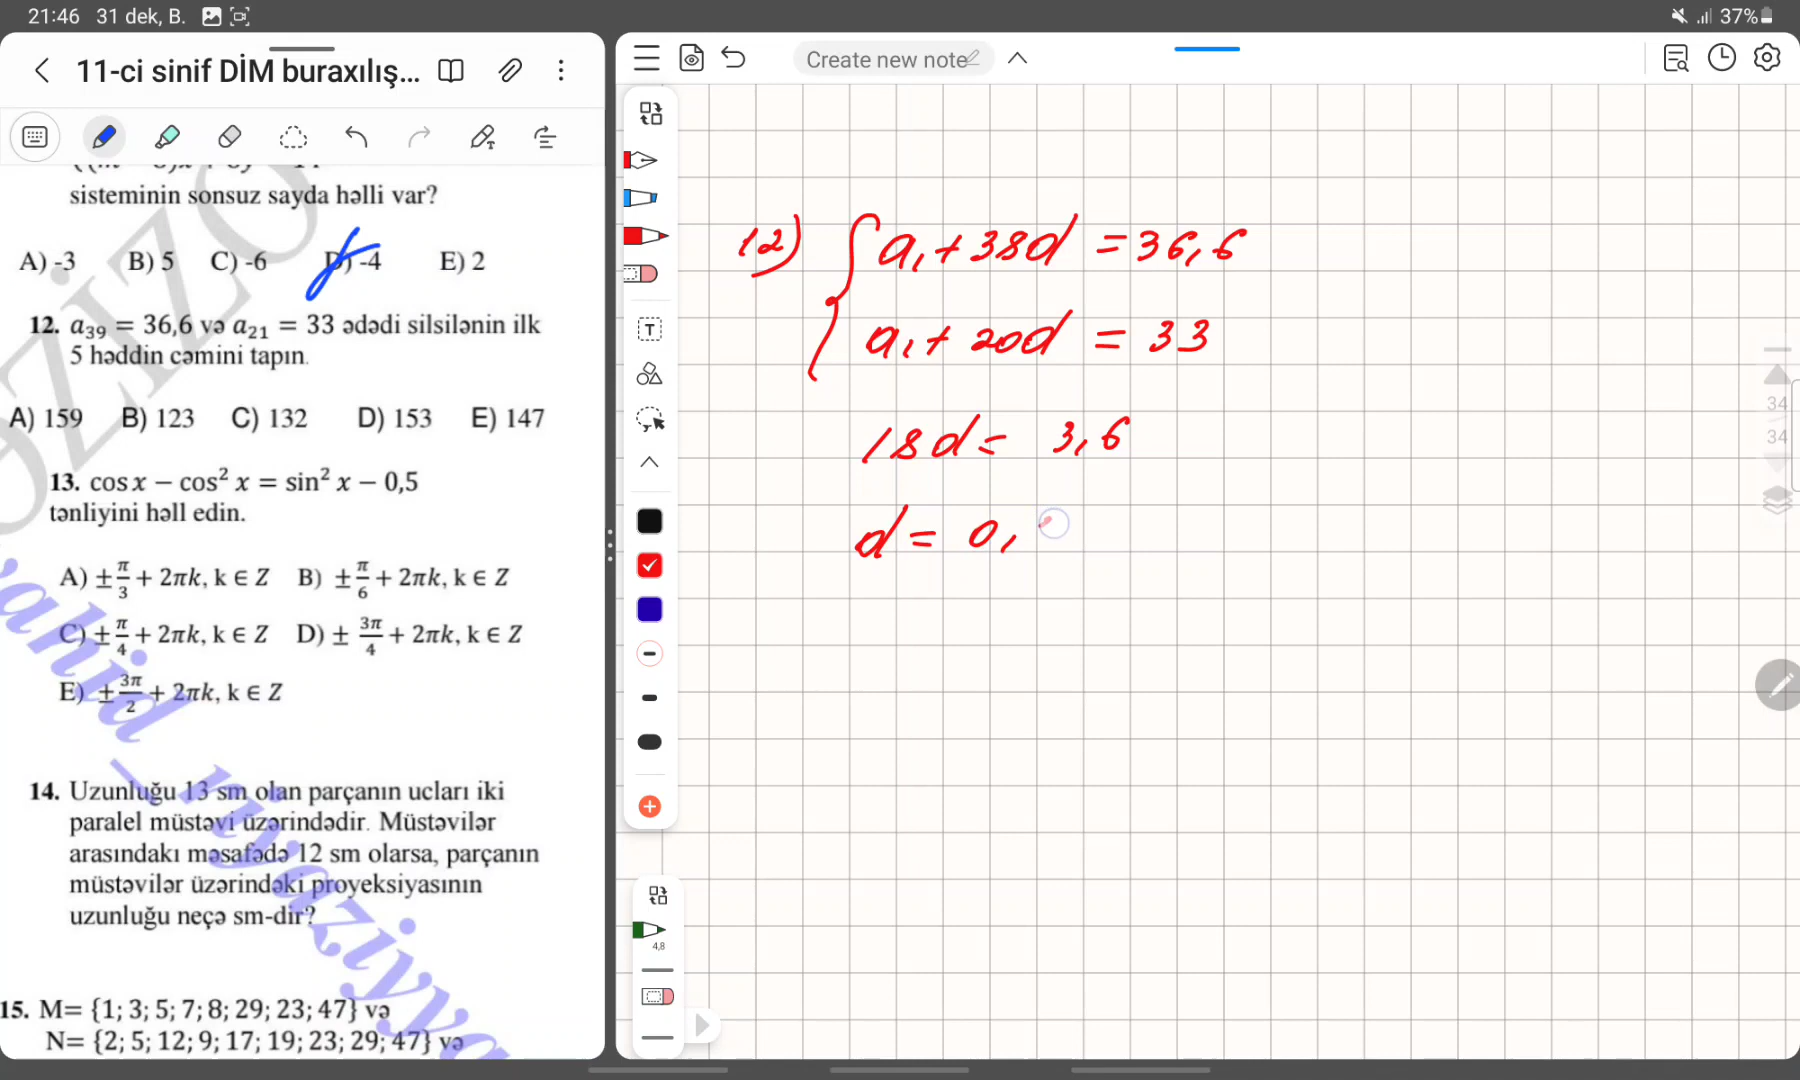 21:46 31 dek, B.
37%
11-ci sinif DİM buraxılış...
sisteminin sonsuz sayda həlli var?
A) -3 B) 5 C) -6 D) -4 E) 2
12. a₃₉ = 36,6 və a₂₁ = 33 ədədi silsilənin ilk
5 həddin cəmini tapın.
A) 159 B) 123 C) 132 D) 153 E) 147
13. cos x − cos² x = sin² x − 0,5
tənliyini həll edin.
A) ±π/3 + 2πk, k ∈ Z B) ±π/6 + 2πk, k ∈ Z
C) ±π/4 + 2πk, k ∈ Z D) ± 3π/4 + 2πk, k ∈ Z
E) ±3π/2 + 2πk, k ∈ Z
14. Uzunluğu 13 sm olan parçanın ucları iki
paralel müstəvi üzərindədir. Müstəvilər
arasındakı məsafədə 12 sm olarsa, parçanın
müstəvilər üzərindəki proyeksiyasının
uzunluğu neçə sm-dir?
15. M= {1; 3; 5; 7; 8; 29; 23; 47} və
N= {2; 5; 12; 9; 17; 19; 23; 29; 47} və
Create new note
T
4,8
12) a₁ + 38d = 36,6
a₁ + 20d = 33
18d = 3,6
d = 0,
34
34